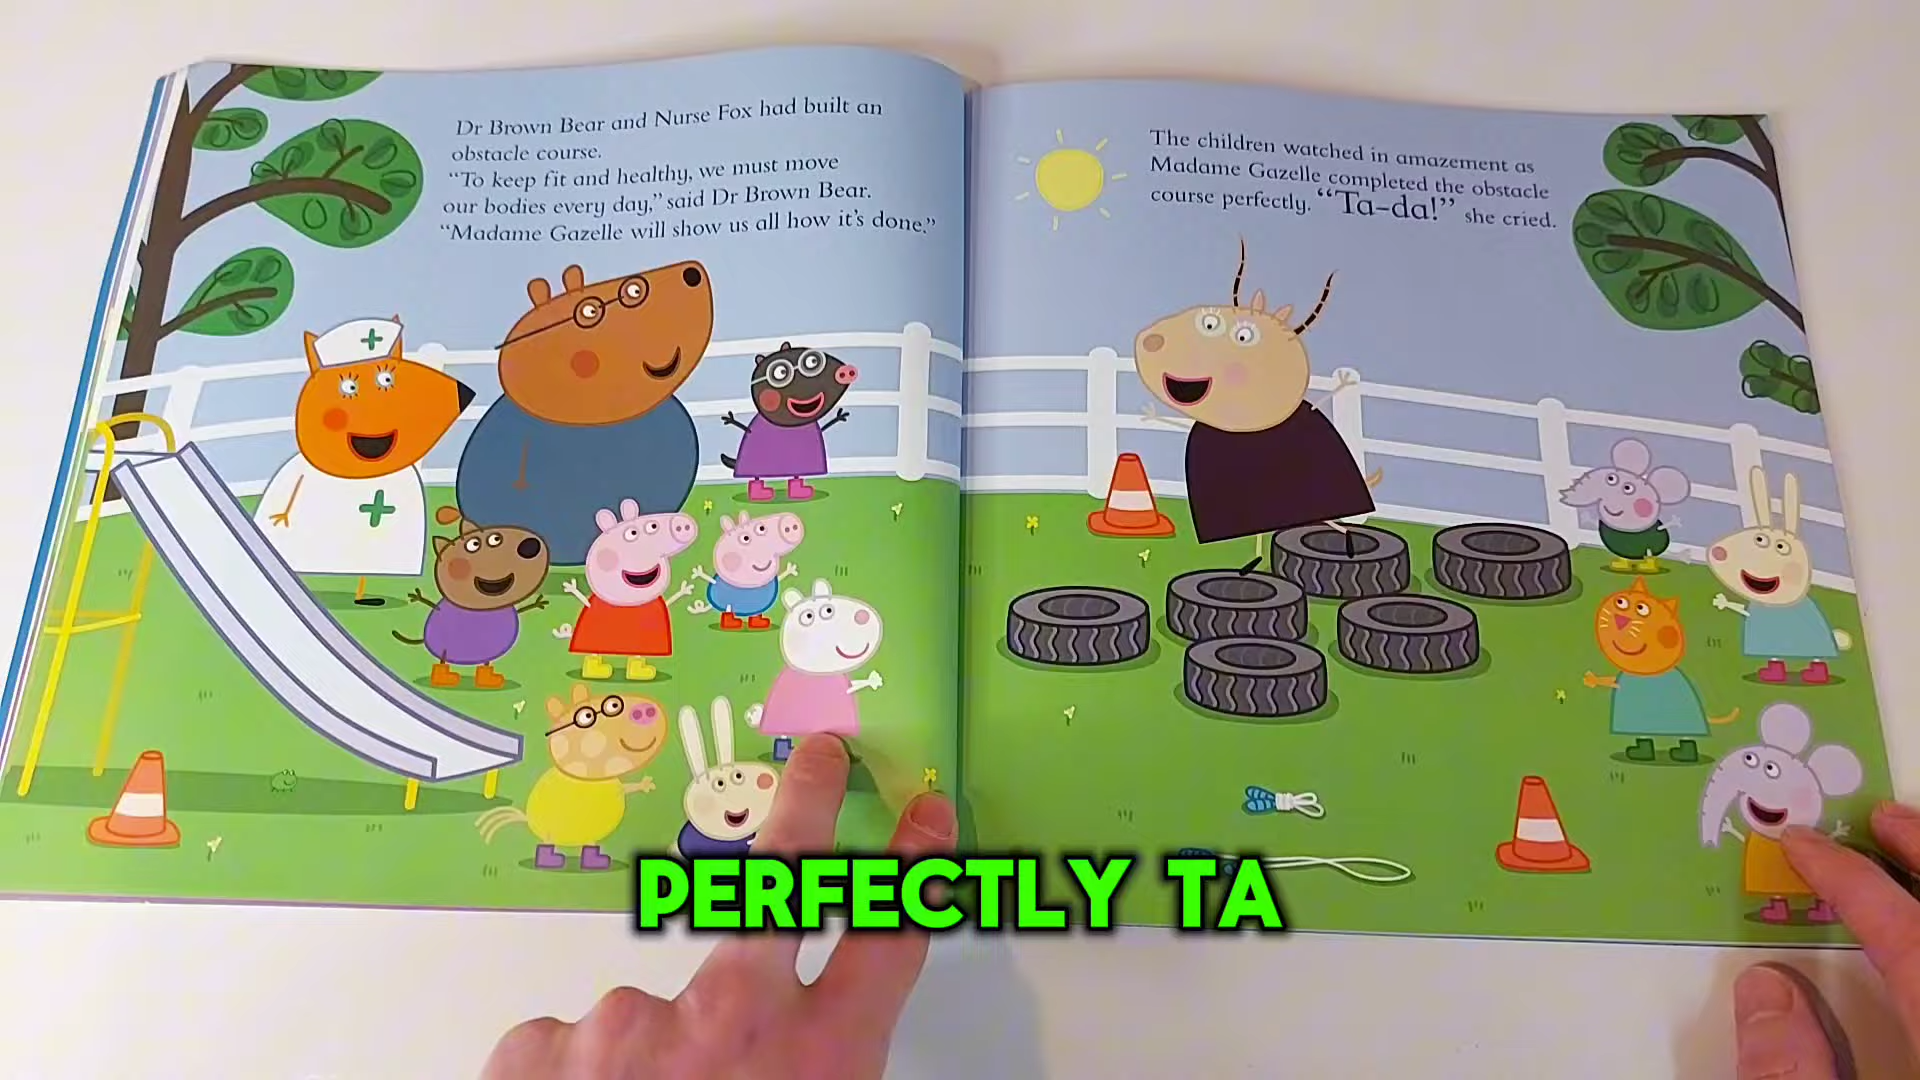 Dr Brown Bear and Nurse Fox had built an
obstacle course.
“To keep fit and healthy, we must move
our bodies every day,” said Dr Brown Bear.
“Madame Gazelle will show us all how it’s done.”
The children watched in amazement as
Madame Gazelle completed the obstacle
course perfectly. “Ta-da!” she cried.
PERFECTLY TA